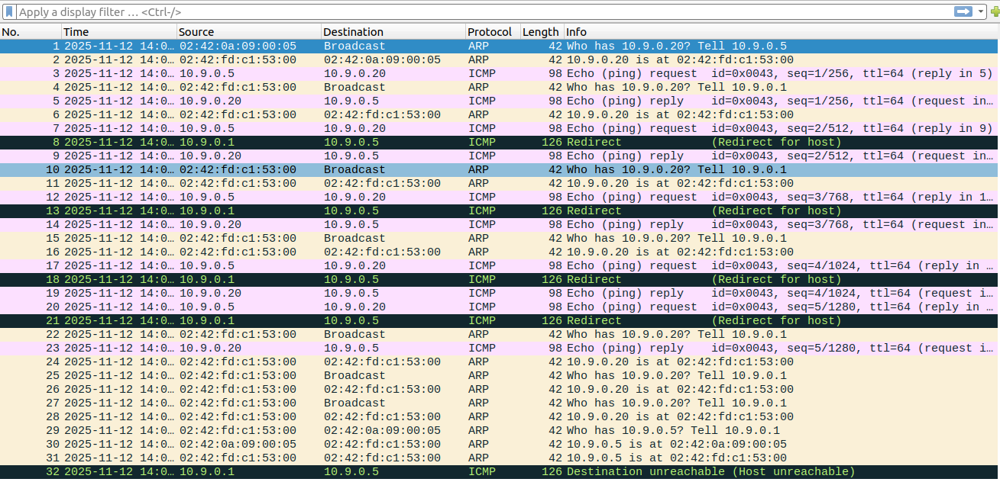 Apply a display filter … <Ctrl-/>
No. Time Source Destination Protocol Length Info
1 2025-11-12 14:0… 02:42:0a:09:00:05 Broadcast ARP 42 Who has 10.9.0.20? Tell 10.9.0.5
2 2025-11-12 14:0… 02:42:fd:c1:53:00 02:42:0a:09:00:05 ARP 42 10.9.0.20 is at 02:42:fd:c1:53:00
3 2025-11-12 14:0… 10.9.0.5 10.9.0.20 ICMP 98 Echo (ping) request id=0x0043, seq=1/256, ttl=64 (reply in 5)
4 2025-11-12 14:0… 02:42:fd:c1:53:00 Broadcast ARP 42 Who has 10.9.0.20? Tell 10.9.0.1
5 2025-11-12 14:0… 10.9.0.20 10.9.0.5 ICMP 98 Echo (ping) reply id=0x0043, seq=1/256, ttl=64 (request in…
6 2025-11-12 14:0… 02:42:fd:c1:53:00 02:42:fd:c1:53:00 ARP 42 10.9.0.20 is at 02:42:fd:c1:53:00
7 2025-11-12 14:0… 10.9.0.5 10.9.0.20 ICMP 98 Echo (ping) request id=0x0043, seq=2/512, ttl=64 (reply in 9)
8 2025-11-12 14:0… 10.9.0.1 10.9.0.5 ICMP 126 Redirect (Redirect for host)
9 2025-11-12 14:0… 10.9.0.20 10.9.0.5 ICMP 98 Echo (ping) reply id=0x0043, seq=2/512, ttl=64 (request in…
10 2025-11-12 14:0… 02:42:fd:c1:53:00 Broadcast ARP 42 Who has 10.9.0.20? Tell 10.9.0.1
11 2025-11-12 14:0… 02:42:fd:c1:53:00 02:42:fd:c1:53:00 ARP 42 10.9.0.20 is at 02:42:fd:c1:53:00
12 2025-11-12 14:0… 10.9.0.5 10.9.0.20 ICMP 98 Echo (ping) request id=0x0043, seq=3/768, ttl=64 (reply in 1…
13 2025-11-12 14:0… 10.9.0.1 10.9.0.5 ICMP 126 Redirect (Redirect for host)
14 2025-11-12 14:0… 10.9.0.20 10.9.0.5 ICMP 98 Echo (ping) reply id=0x0043, seq=3/768, ttl=64 (request in…
15 2025-11-12 14:0… 02:42:fd:c1:53:00 Broadcast ARP 42 Who has 10.9.0.20? Tell 10.9.0.1
16 2025-11-12 14:0… 02:42:fd:c1:53:00 02:42:fd:c1:53:00 ARP 42 10.9.0.20 is at 02:42:fd:c1:53:00
17 2025-11-12 14:0… 10.9.0.5 10.9.0.20 ICMP 98 Echo (ping) request id=0x0043, seq=4/1024, ttl=64 (reply in …
18 2025-11-12 14:0… 10.9.0.1 10.9.0.5 ICMP 126 Redirect (Redirect for host)
19 2025-11-12 14:0… 10.9.0.20 10.9.0.5 ICMP 98 Echo (ping) reply id=0x0043, seq=4/1024, ttl=64 (request i…
20 2025-11-12 14:0… 10.9.0.5 10.9.0.20 ICMP 98 Echo (ping) request id=0x0043, seq=5/1280, ttl=64 (reply in …
21 2025-11-12 14:0… 10.9.0.1 10.9.0.5 ICMP 126 Redirect (Redirect for host)
22 2025-11-12 14:0… 02:42:fd:c1:53:00 Broadcast ARP 42 Who has 10.9.0.20? Tell 10.9.0.1
23 2025-11-12 14:0… 10.9.0.20 10.9.0.5 ICMP 98 Echo (ping) reply id=0x0043, seq=5/1280, ttl=64 (request i…
24 2025-11-12 14:0… 02:42:fd:c1:53:00 02:42:fd:c1:53:00 ARP 42 10.9.0.20 is at 02:42:fd:c1:53:00
25 2025-11-12 14:0… 02:42:fd:c1:53:00 Broadcast ARP 42 Who has 10.9.0.20? Tell 10.9.0.1
26 2025-11-12 14:0… 02:42:fd:c1:53:00 02:42:fd:c1:53:00 ARP 42 10.9.0.20 is at 02:42:fd:c1:53:00
27 2025-11-12 14:0… 02:42:fd:c1:53:00 Broadcast ARP 42 Who has 10.9.0.20? Tell 10.9.0.1
28 2025-11-12 14:0… 02:42:fd:c1:53:00 02:42:fd:c1:53:00 ARP 42 10.9.0.20 is at 02:42:fd:c1:53:00
29 2025-11-12 14:0… 02:42:fd:c1:53:00 02:42:0a:09:00:05 ARP 42 Who has 10.9.0.5? Tell 10.9.0.1
30 2025-11-12 14:0… 02:42:0a:09:00:05 02:42:fd:c1:53:00 ARP 42 10.9.0.5 is at 02:42:0a:09:00:05
31 2025-11-12 14:0… 02:42:fd:c1:53:00 02:42:fd:c1:53:00 ARP 42 10.9.0.5 is at 02:42:0a:09:00:05
32 2025-11-12 14:0… 10.9.0.1 10.9.0.5 ICMP 126 Destination unreachable (Host unreachable)